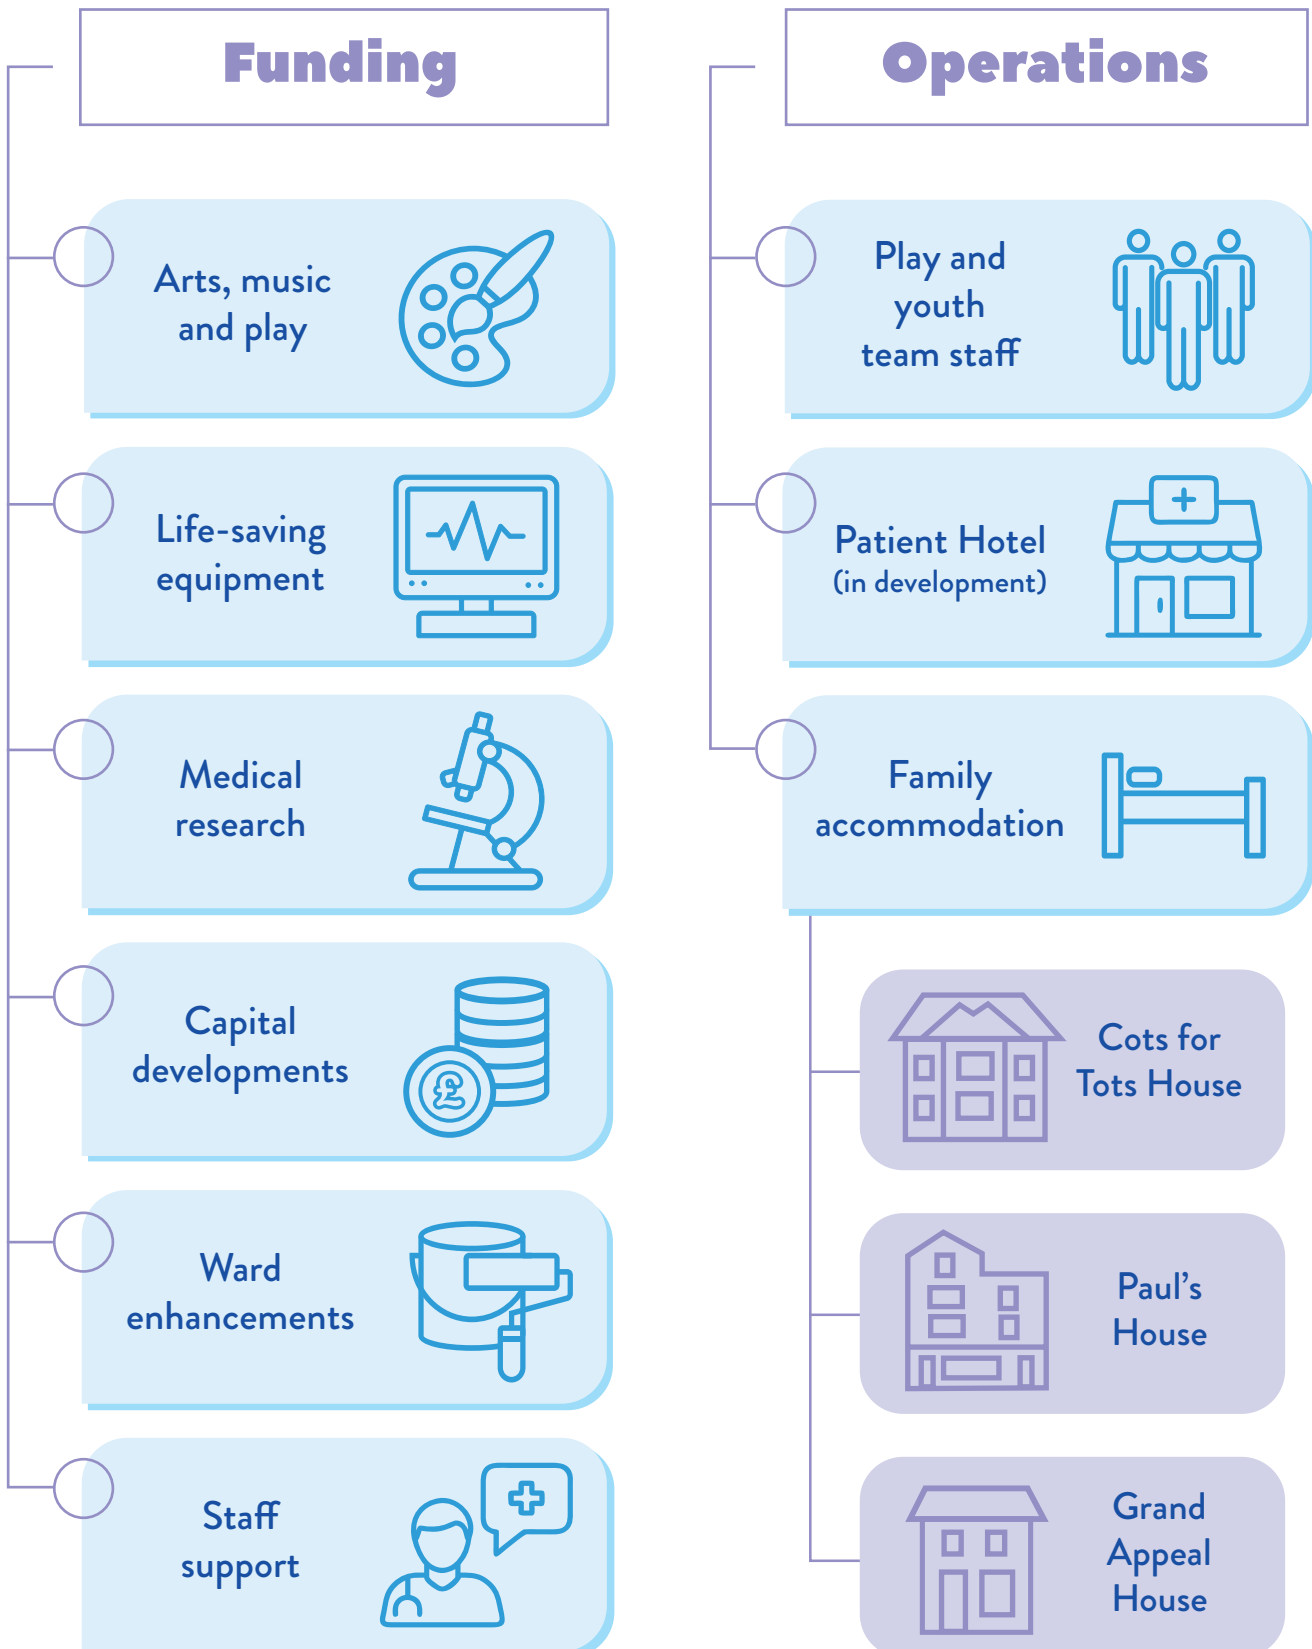 Funding
Arts, music
and play
Life-saving
equipment
Medical
research
Capital
developments
£
Ward
enhancements
Staff
support
Operations
Play and
youth
team staff
Patient Hotel
(in development)
Family
accommodation
Cots for
Tots House
Paul’s
House
Grand
Appeal
House